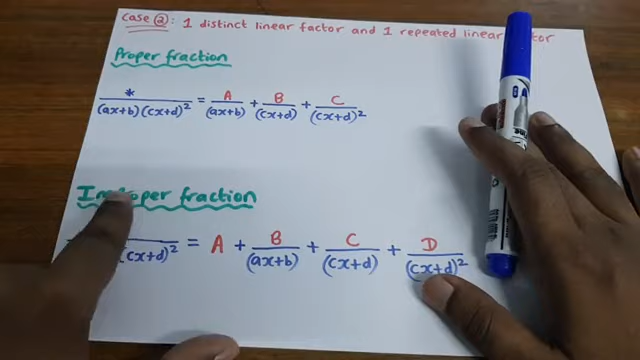 Case ②: 1 distinct linear factor and 1 repeated linear factor
Proper fraction
* / (ax+b)(cx+d)² = A/(ax+b) + B/(cx+d) + C/(cx+d)²
Improper fraction
(cx+d)² = A + B/(ax+b) + C/(cx+d) + D/(cx+d)²